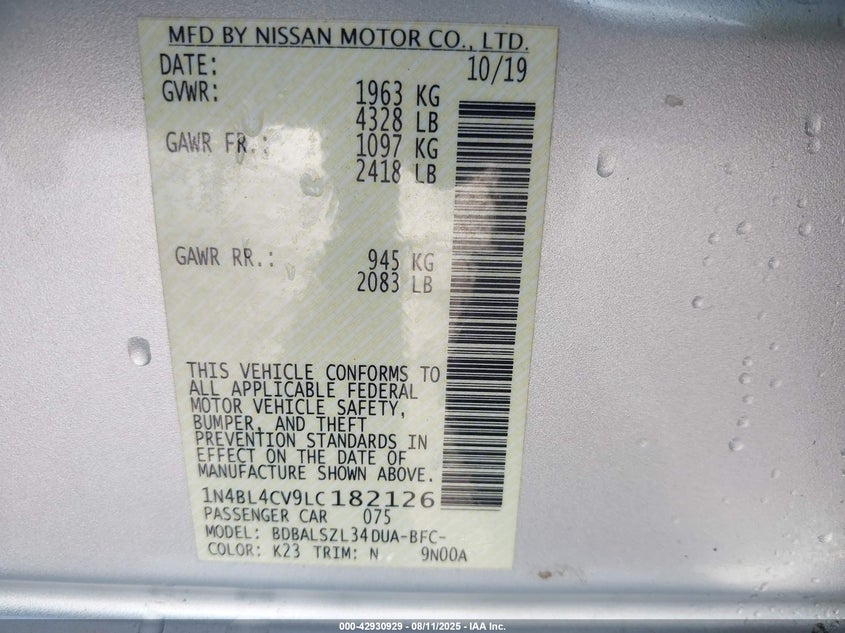 MFD BY NISSAN MOTOR CO., LTD.
DATE: 10/19
GVWR: 1963 KG
4328 LB
GAWR FR.: 1097 KG
2418 LB
GAWR RR.: 945 KG
2083 LB
THIS VEHICLE CONFORMS TO
ALL APPLICABLE FEDERAL
MOTOR VEHICLE SAFETY,
BUMPER, AND THEFT
PREVENTION STANDARDS IN
EFFECT ON THE DATE OF
MANUFACTURE SHOWN ABOVE.
1N4BL4CV9LC182126
PASSENGER CAR 075
MODEL: BDBALSZL34DUA-BFC-
COLOR: K23 TRIM: N 9N00A
000-42930929 - 08/11/2025 - IAA Inc.